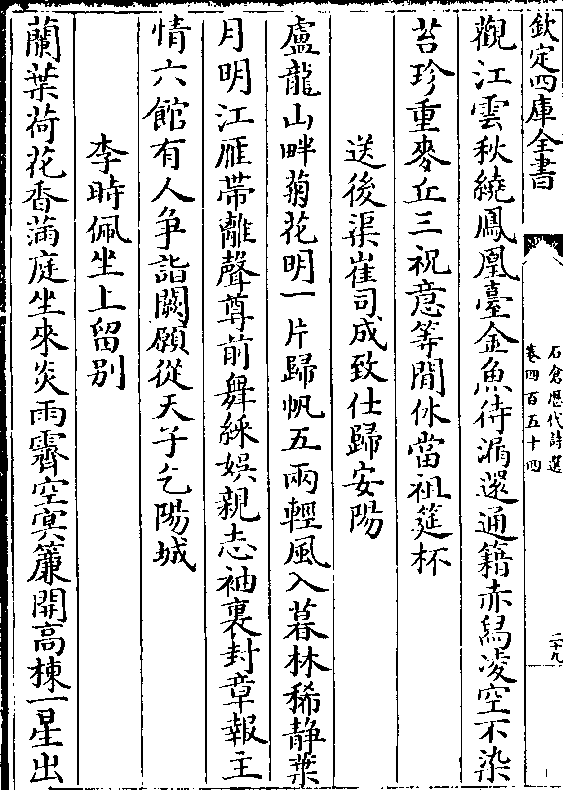 欽定四庫全書
石倉歷代詩選
卷四百五十四
二十九
觀江雲秋繞鳳凰臺金魚待漏還通籍赤舄凌空不染
苔珍重麥丘三祝意等閒休當祖筵杯
送後渠崔司成致仕歸安陽
盧龍山畔菊花明一片歸帆五兩輕風入暮林稀静葉
月明江雁帶離聲尊前舞綵娛親志袖裏封章報主
情六館有人爭詣闕願從天子乞陽城
李時佩坐上留别
蘭葉荷花香滿庭坐來炎雨霽空冥簾開高棟一星出